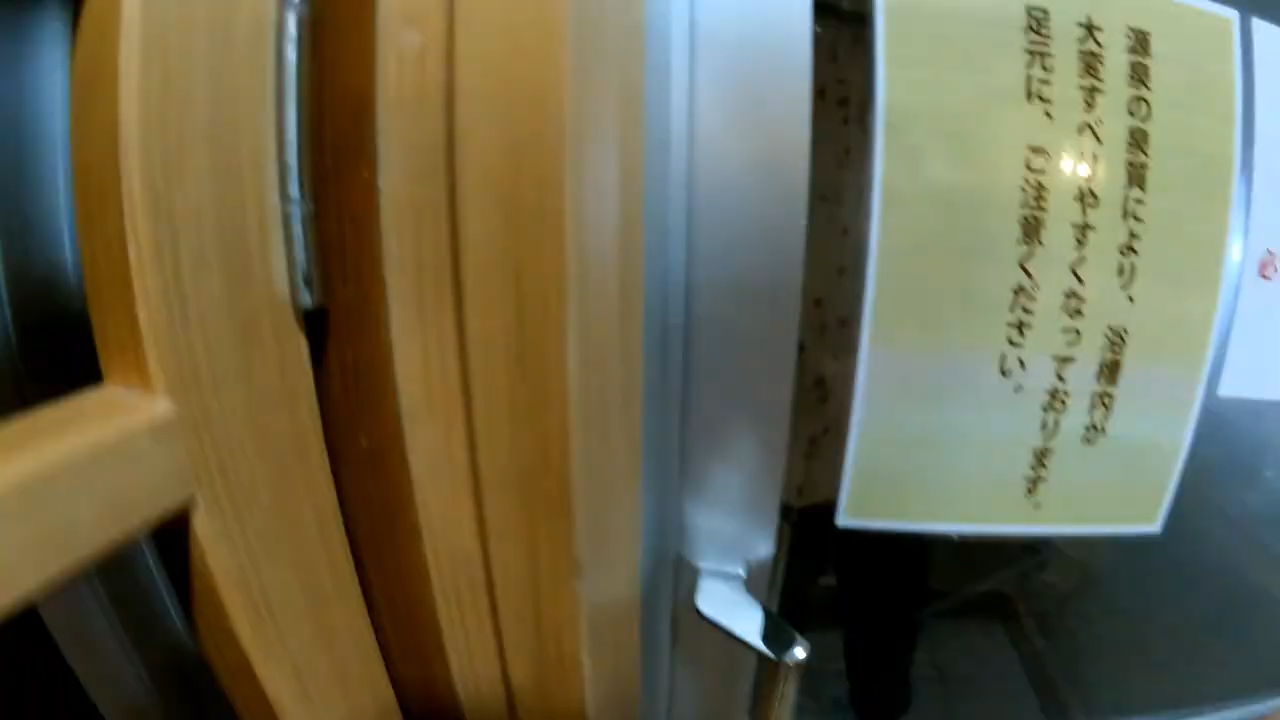 温泉の泉質により、浴槽内が
大変すべりやすくなっております。
足元に、ご注意ください。